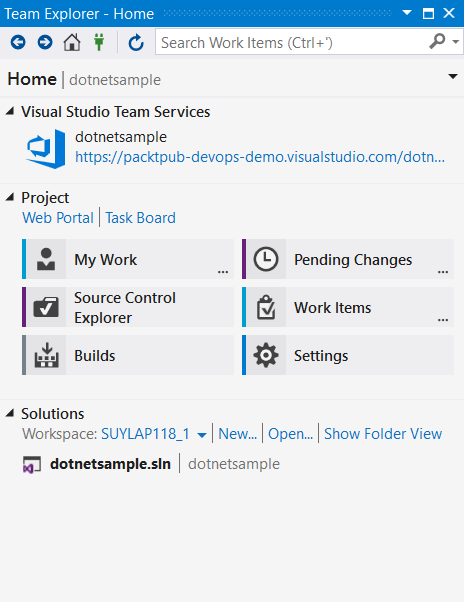 Team Explorer - Home
Search Work Items (Ctrl+')
Home | dotnetsample
Visual Studio Team Services
dotnetsample
https://packtpub-devops-demo.visualstudio.com/dotn...
Project
Web Portal | Task Board
My Work ...
Pending Changes ...
Source Control
Explorer
Work Items ...
Builds
Settings
Solutions
Workspace: SUYLAP118_1 | New... | Open... | Show Folder View
dotnetsample.sln | dotnetsample